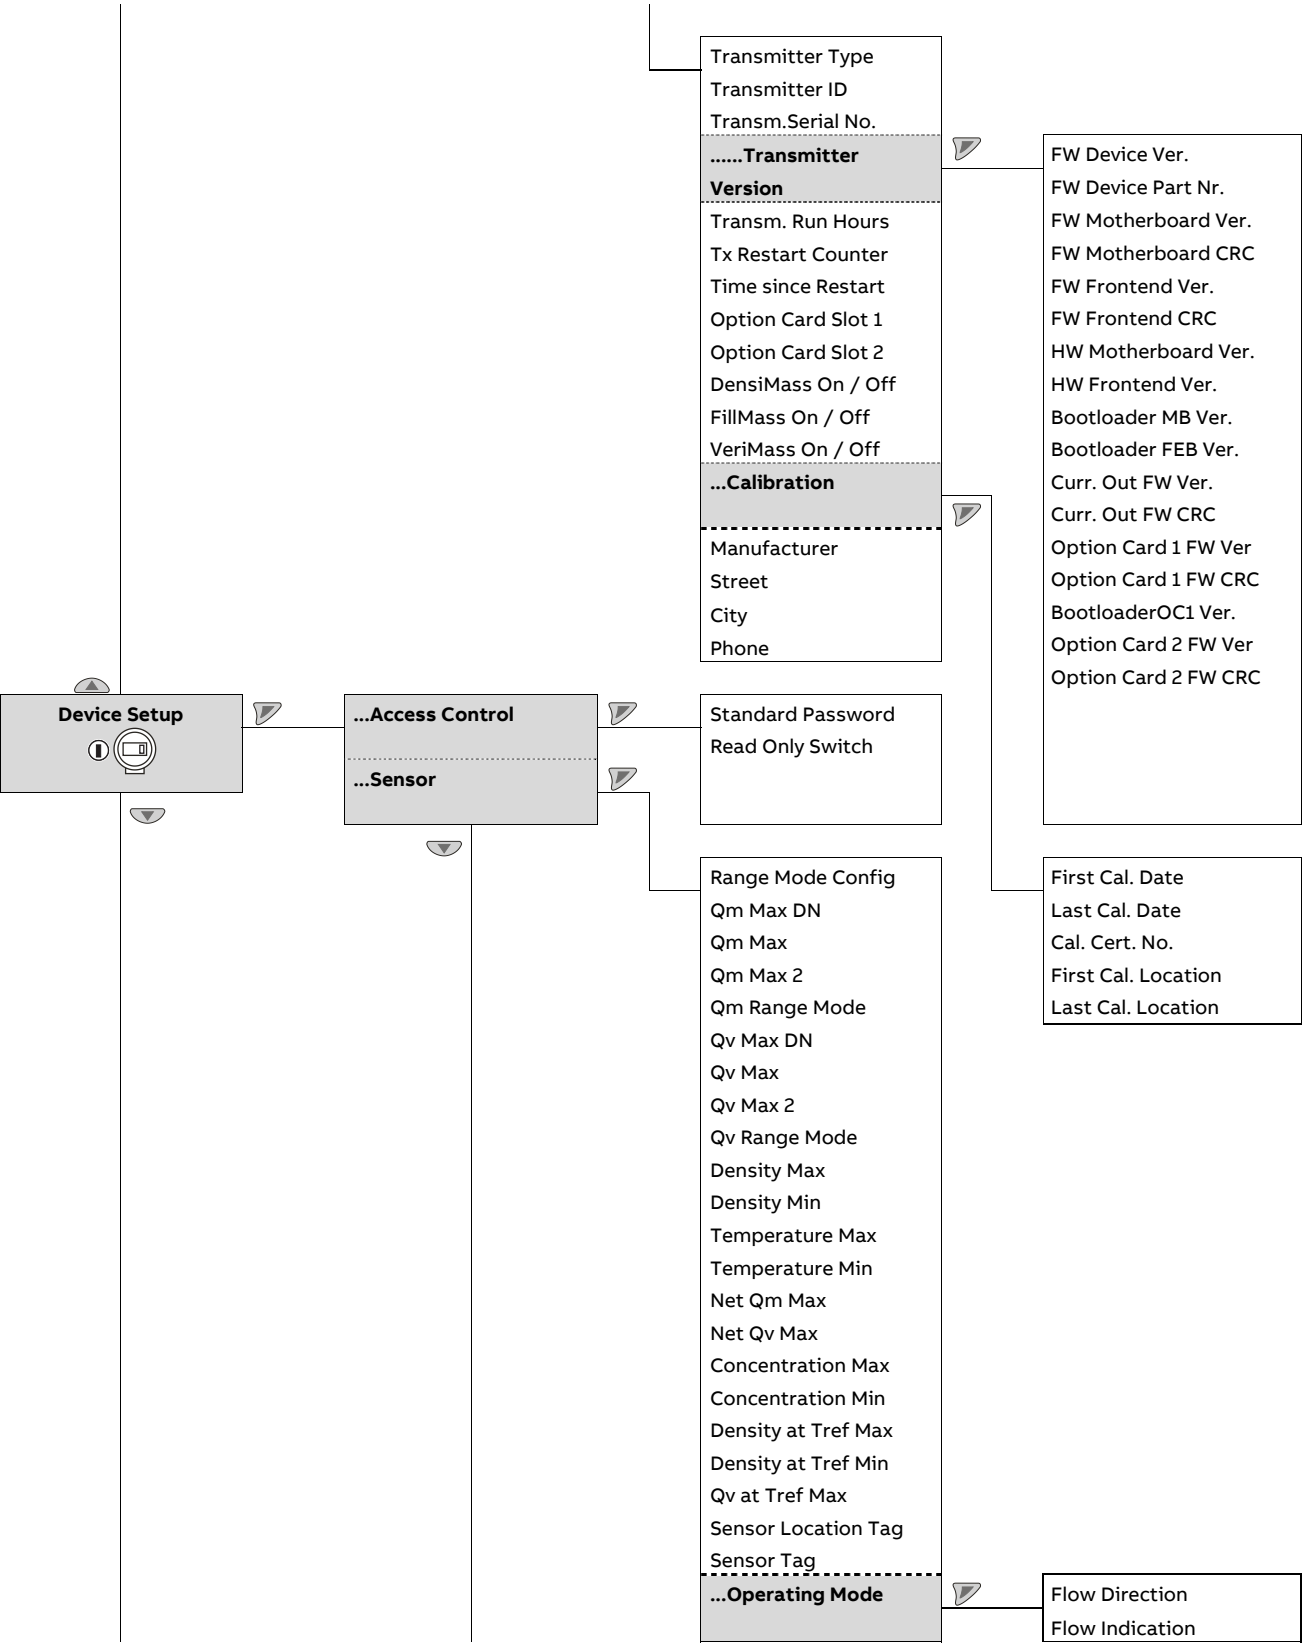 Transmitter Type
Transmitter ID
Transm.Serial No.
......Transmitter
Version
Transm. Run Hours
Tx Restart Counter
Time since Restart
Option Card Slot 1
Option Card Slot 2
DensiMass On / Off
FillMass On / Off
VeriMass On / Off
...Calibration
Manufacturer
Street
City
Phone
FW Device Ver.
FW Device Part Nr.
FW Motherboard Ver.
FW Motherboard CRC
FW Frontend Ver.
FW Frontend CRC
HW Motherboard Ver.
HW Frontend Ver.
Bootloader MB Ver.
Bootloader FEB Ver.
Curr. Out FW Ver.
Curr. Out FW CRC
Option Card 1 FW Ver
Option Card 1 FW CRC
BootloaderOC1 Ver.
Option Card 2 FW Ver
Option Card 2 FW CRC
Device Setup
...Access Control
...Sensor
Standard Password
Read Only Switch
Range Mode Config
Qm Max DN
Qm Max
Qm Max 2
Qm Range Mode
Qv Max DN
Qv Max
Qv Max 2
Qv Range Mode
Density Max
Density Min
Temperature Max
Temperature Min
Net Qm Max
Net Qv Max
Concentration Max
Concentration Min
Density at Tref Max
Density at Tref Min
Qv at Tref Max
Sensor Location Tag
Sensor Tag
...Operating Mode
First Cal. Date
Last Cal. Date
Cal. Cert. No.
First Cal. Location
Last Cal. Location
Flow Direction
Flow Indication